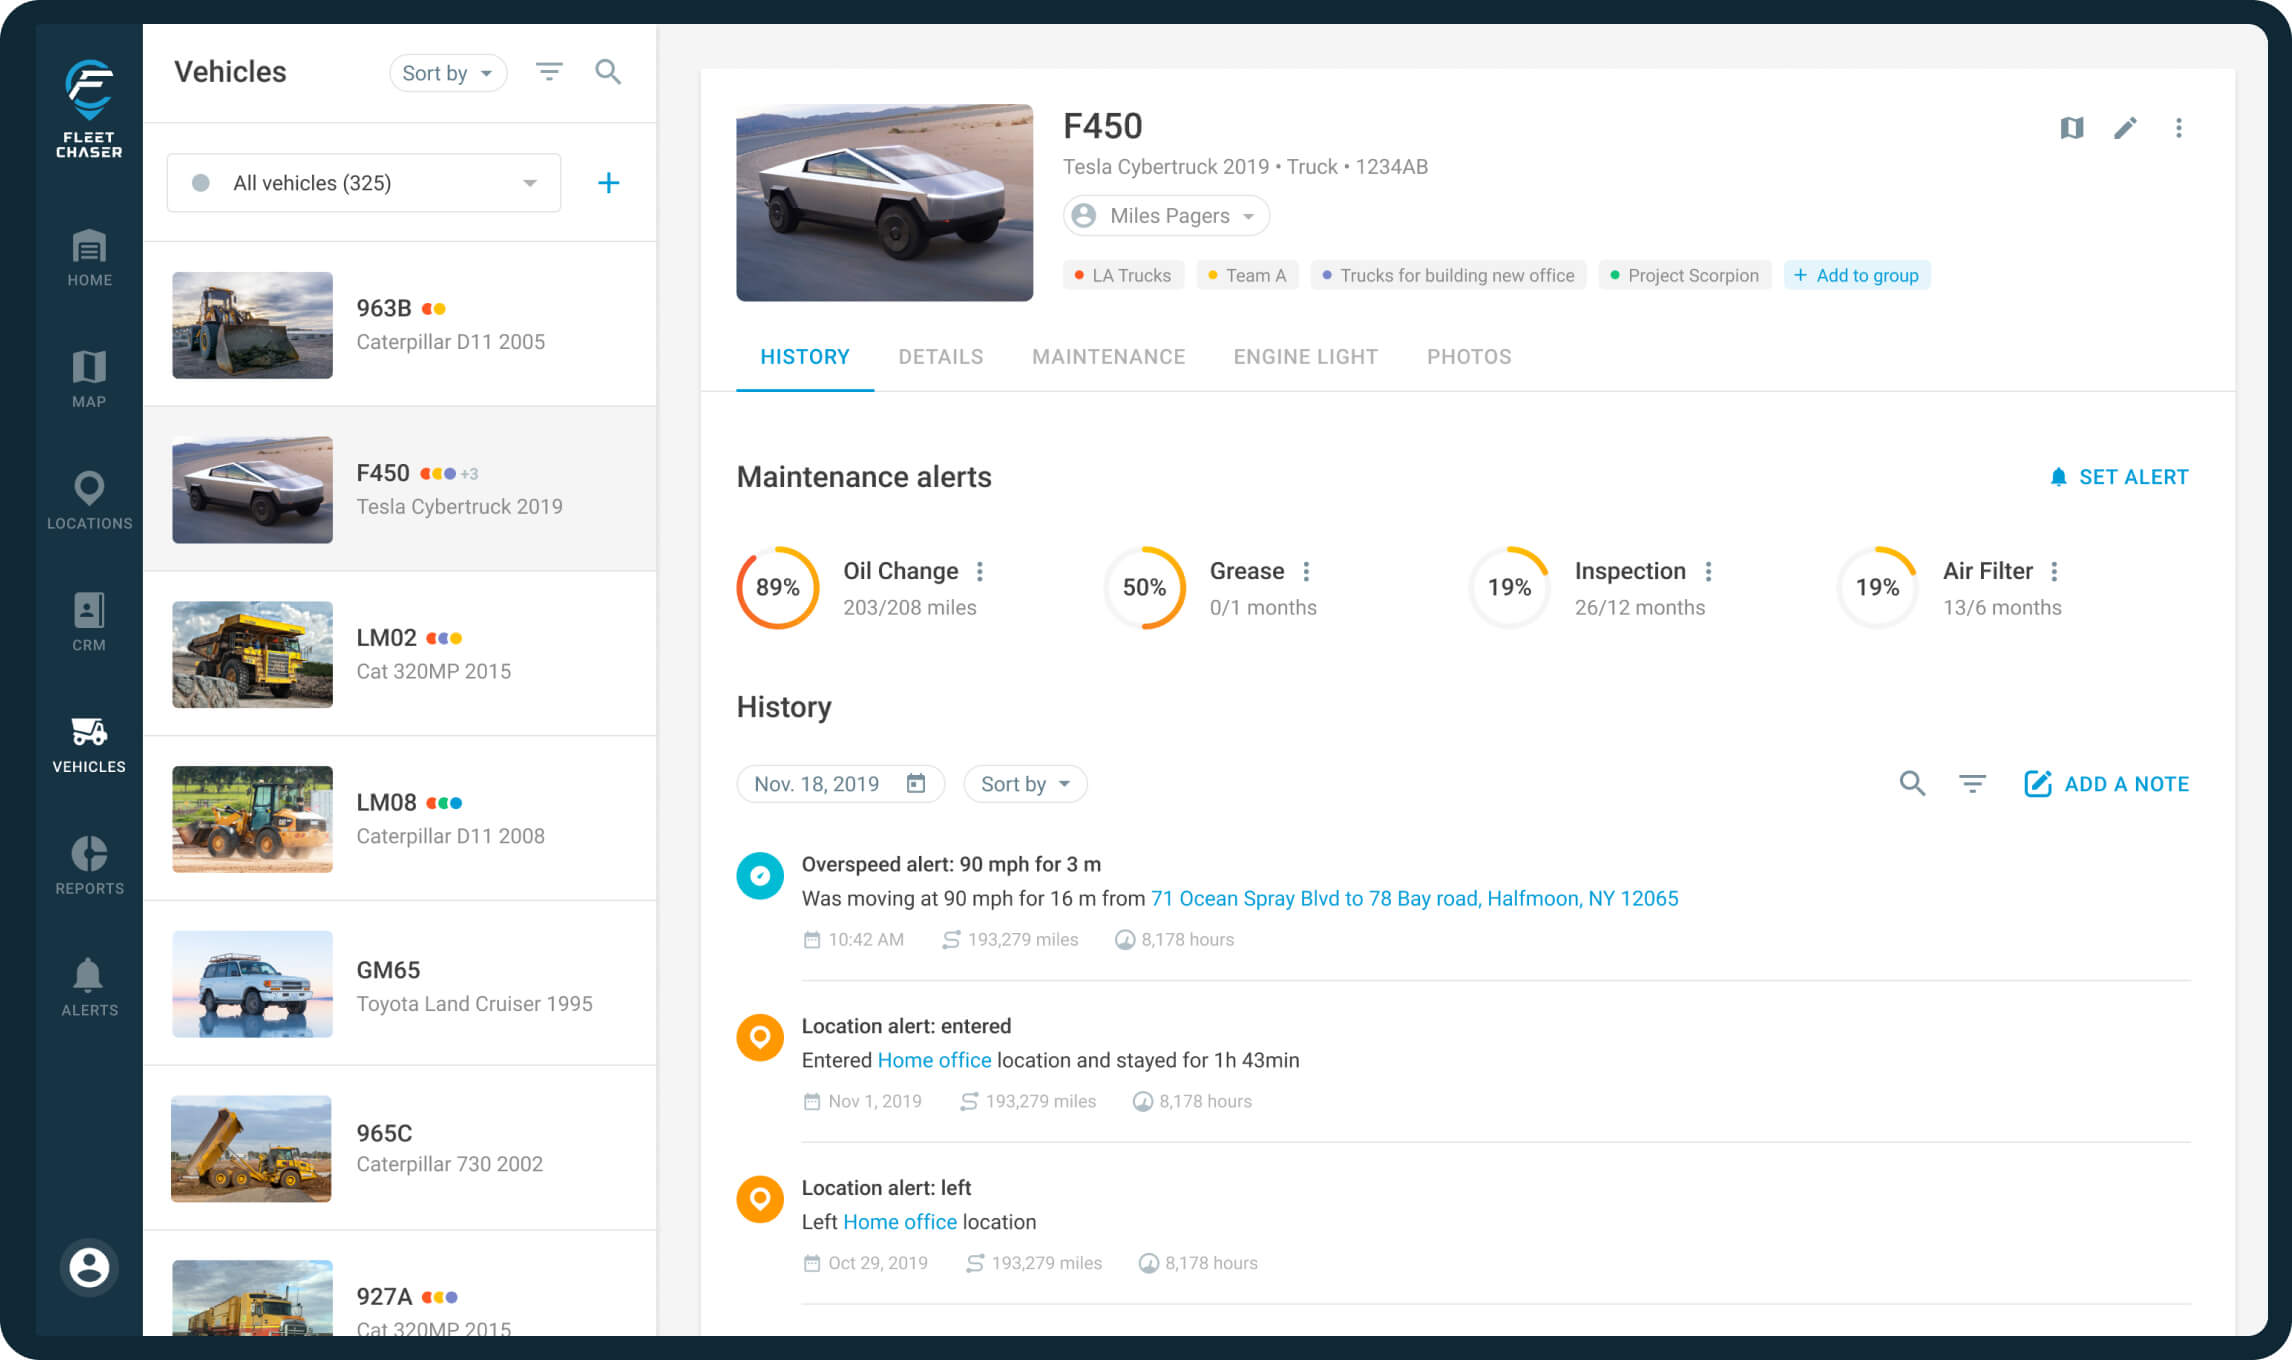 FLEET
CHASER
HOME
MAP
LOCATIONS
CRM
VEHICLES
REPORTS
ALERTS
Vehicles
Sort by
All vehicles (325)
+
963B
Caterpillar D11 2005
F450 +3
Tesla Cybertruck 2019
LM02
Cat 320MP 2015
LM08
Caterpillar D11 2008
GM65
Toyota Land Cruiser 1995
965C
Caterpillar 730 2002
927A
Cat 320MP 2015
F450
Tesla Cybertruck 2019 • Truck • 1234AB
Miles Pagers
LA Trucks Team A Trucks for building new office Project Scorpion + Add to group
HISTORY DETAILS MAINTENANCE ENGINE LIGHT PHOTOS
Maintenance alerts
SET ALERT
89%
Oil Change
203/208 miles
50%
Grease
0/1 months
19%
Inspection
26/12 months
19%
Air Filter
13/6 months
History
Nov. 18, 2019 Sort by
ADD A NOTE
Overspeed alert: 90 mph for 3 m
Was moving at 90 mph for 16 m from 71 Ocean Spray Blvd to 78 Bay road, Halfmoon, NY 12065
10:42 AM 193,279 miles 8,178 hours
Location alert: entered
Entered Home office location and stayed for 1h 43min
Nov 1, 2019 193,279 miles 8,178 hours
Location alert: left
Left Home office location
Oct 29, 2019 193,279 miles 8,178 hours